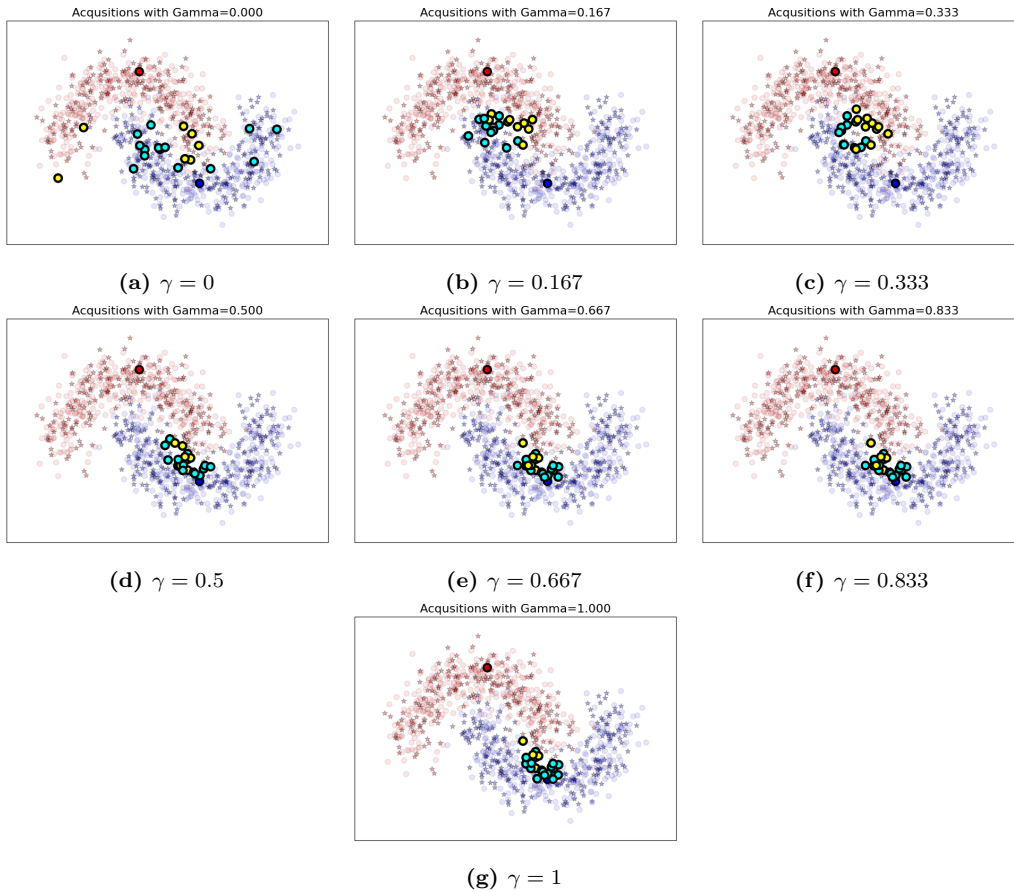 Acqusitions with Gamma=0.000
Acqusitions with Gamma=0.167
Acqusitions with Gamma=0.333
(a) γ = 0
(b) γ = 0.167
(c) γ = 0.333
Acqusitions with Gamma=0.500
Acqusitions with Gamma=0.667
Acqusitions with Gamma=0.833
(d) γ = 0.5
(e) γ = 0.667
(f) γ = 0.833
Acqusitions with Gamma=1.000
(g) γ = 1